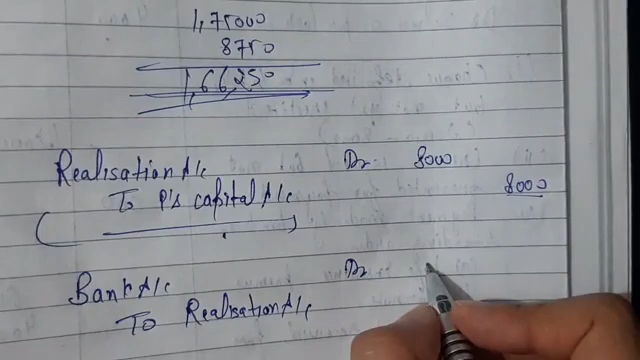 1,75000
8750
1,66,250
Realisation A/c Dr 8000
To P's capital A/c 8000
Bank A/c Dr
To Realisation A/c